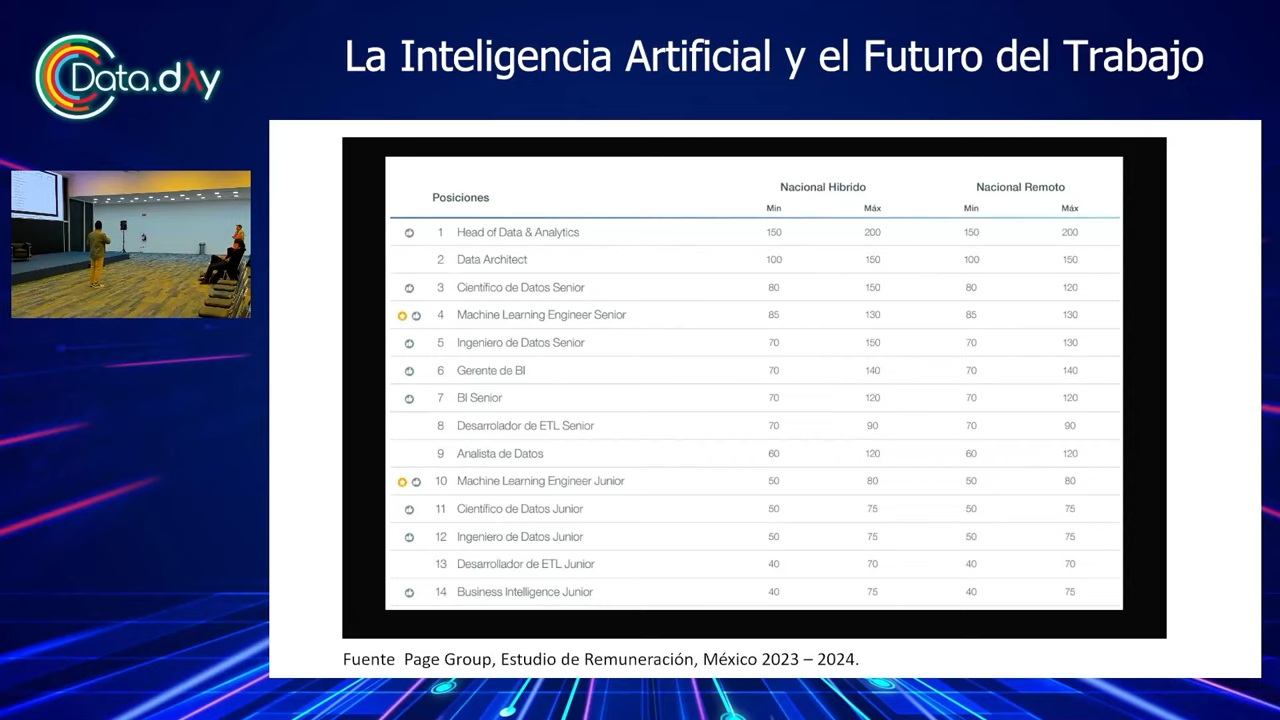 Data.dλy
La Inteligencia Artificial y el Futuro del Trabajo
Posiciones Nacional Híbrido Nacional Remoto
Min Máx Min Máx
1 Head of Data & Analytics 150 200 150 200
2 Data Architect 100 150 100 150
3 Científico de Datos Senior 80 150 80 120
4 Machine Learning Engineer Senior 85 130 85 130
5 Ingeniero de Datos Senior 70 150 70 130
6 Gerente de BI 70 140 70 140
7 BI Senior 70 120 70 120
8 Desarrolador de ETL Senior 70 90 70 90
9 Analista de Datos 60 120 60 120
10 Machine Learning Engineer Junior 50 80 50 80
11 Científico de Datos Junior 50 75 50 75
12 Ingeniero de Datos Junior 50 75 50 75
13 Desarrollador de ETL Junior 40 70 40 70
14 Business Intelligence Junior 40 75 40 75
Fuente Page Group, Estudio de Remuneración, México 2023 – 2024.